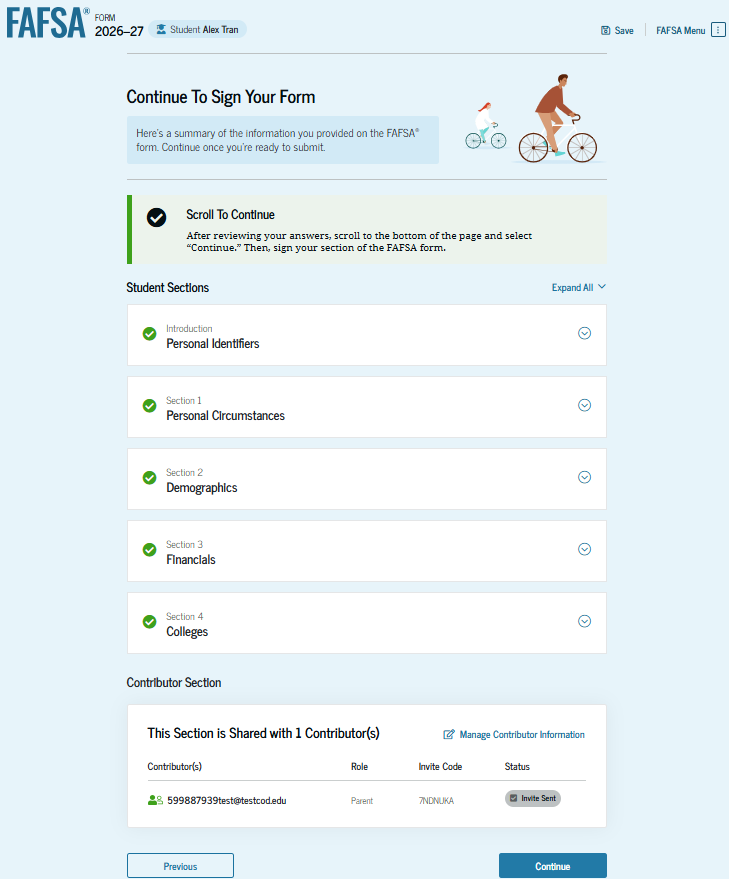 FAFSA®
FORM
2026–27
Student Alex Tran
Save
FAFSA Menu
Continue To Sign Your Form
Here's a summary of the information you provided on the FAFSA®
form. Continue once you're ready to submit.
Scroll To Continue
After reviewing your answers, scroll to the bottom of the page and select
“Continue.” Then, sign your section of the FAFSA form.
Student Sections
Expand All
Introduction
Personal Identifiers
Section 1
Personal Circumstances
Section 2
Demographics
Section 3
Financials
Section 4
Colleges
Contributor Section
This Section is Shared with 1 Contributor(s)
Manage Contributor Information
Contributor(s) Role Invite Code Status
599887939test@testcod.edu Parent 7NDNUKA Invite Sent
Previous
Continue